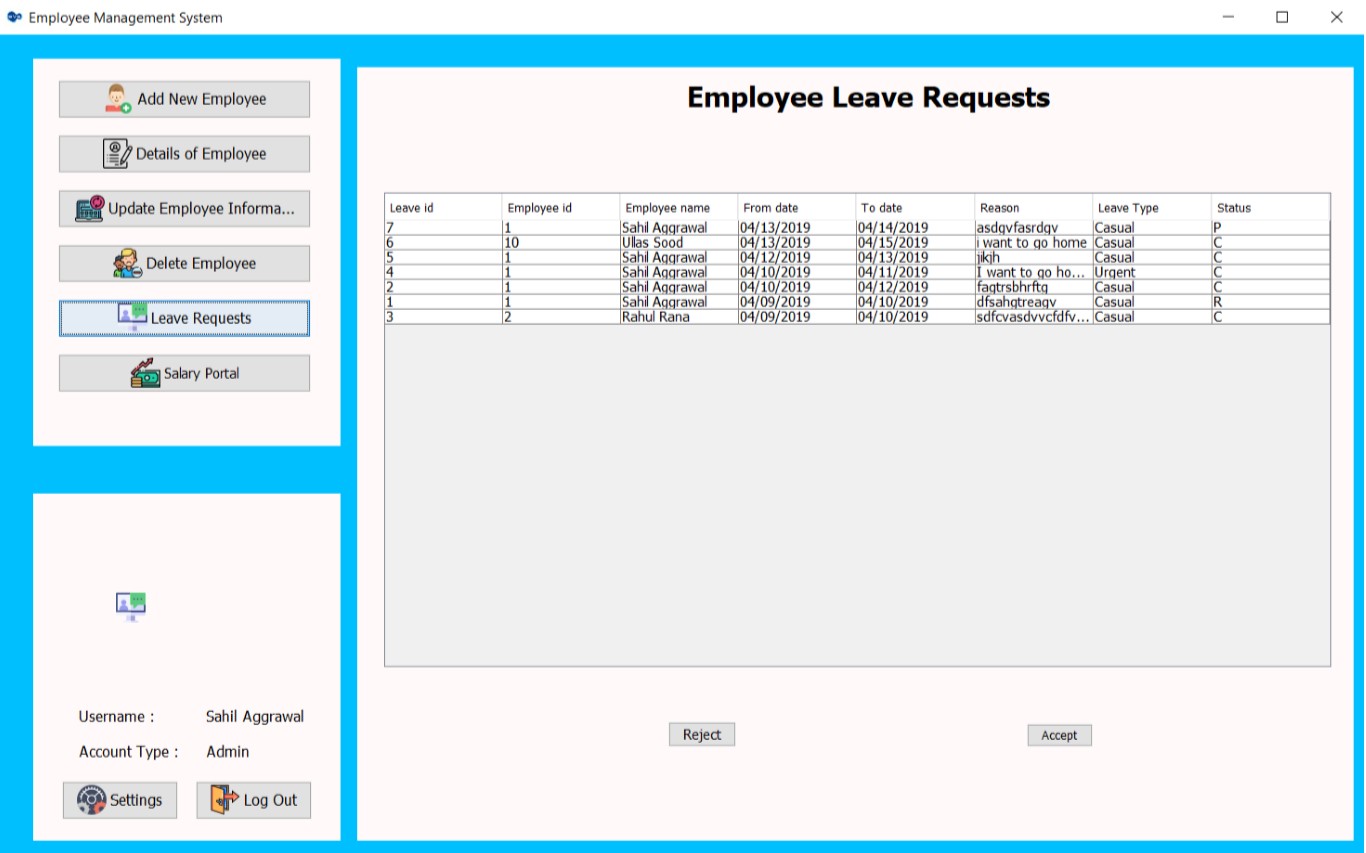 Employee Management System
Add New Employee
Details of Employee
Update Employee Informa...
Delete Employee
Leave Requests
Salary Portal
Username : Sahil Aggrawal
Account Type : Admin
Settings Log Out
Employee Leave Requests
Leave id Employee id Employee name From date To date Reason Leave Type Status
7 1 Sahil Aggrawal 04/13/2019 04/14/2019 asdgvfasrdgv Casual P
6 10 Ullas Sood 04/13/2019 04/15/2019 i want to go home Casual C
5 1 Sahil Aggrawal 04/12/2019 04/13/2019 Casual C
4 1 Sahil Aggrawal 04/10/2019 04/11/2019 I want to go ho... Urgent C
2 1 Sahil Aggrawal 04/10/2019 04/12/2019 fagtrsbhrftg Casual C
1 1 Sahil Aggrawal 04/09/2019 04/10/2019 dfsahgtreagv Casual R
3 2 Rahul Rana 04/09/2019 04/10/2019 sdfcvasdvvcfdfv... Casual C
Reject Accept